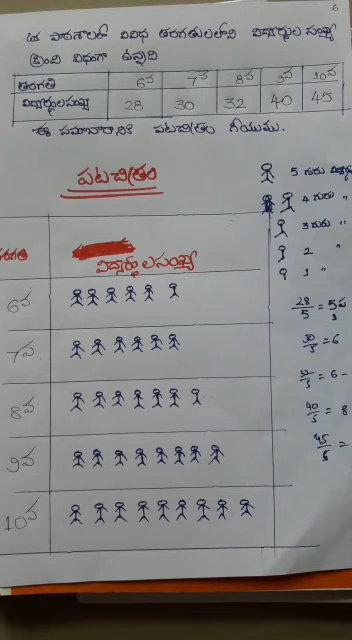 ఒక పాఠశాలలో వివిధ తరగతులలోని విద్యార్థుల సంఖ్య
క్రింది విధంగా ఉన్నది
తరగతి 6వ 7వ 8వ 9వ 10వ
విద్యార్థులసంఖ్య 28 30 32 40 45
ఈ సమాచారానికి పటచిత్రం గీయుము.
పటచిత్రం
5 గురు
4 గురు "
3 గురు "
2 "
1 "
విద్యార్థులసంఖ్య
6వ
7వ
8వ
9వ
10వ
28/5 = 5
30/5 = 6
32/5 = 6 -
40/5 = 8
45/5 =